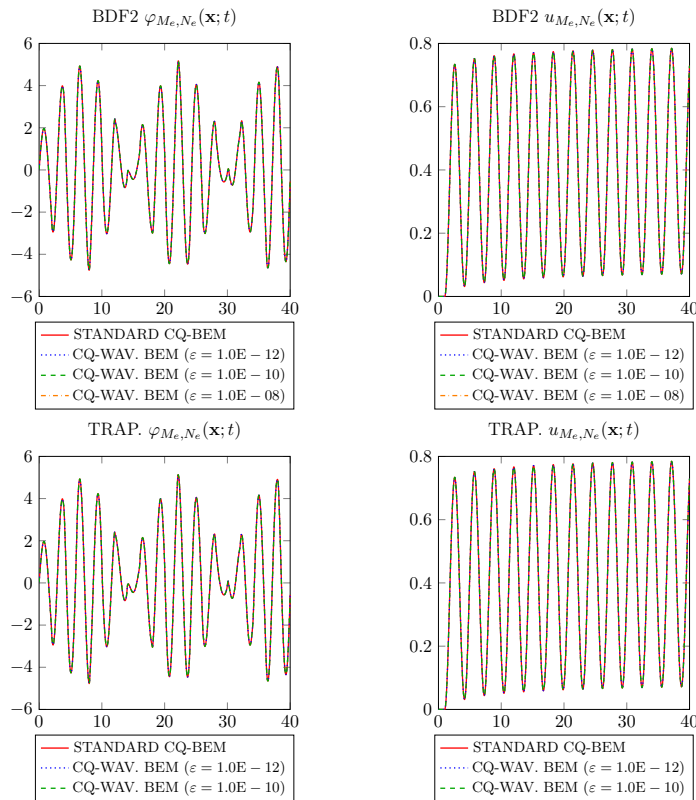 BDF2 φ_{M_e,N_e}(x; t)
6
4
2
0
−2
−4
−6
0 10 20 30 40
STANDARD CQ-BEM
CQ-WAV. BEM (ε = 1.0E − 12)
CQ-WAV. BEM (ε = 1.0E − 10)
CQ-WAV. BEM (ε = 1.0E − 08)
BDF2 u_{M_e,N_e}(x; t)
0.8
0.6
0.4
0.2
0
0 10 20 30 40
STANDARD CQ-BEM
CQ-WAV. BEM (ε = 1.0E − 12)
CQ-WAV. BEM (ε = 1.0E − 10)
CQ-WAV. BEM (ε = 1.0E − 08)
TRAP. φ_{M_e,N_e}(x; t)
6
4
2
0
−2
−4
−6
0 10 20 30 40
STANDARD CQ-BEM
CQ-WAV. BEM (ε = 1.0E − 12)
CQ-WAV. BEM (ε = 1.0E − 10)
TRAP. u_{M_e,N_e}(x; t)
0.8
0.6
0.4
0.2
0
0 10 20 30 40
STANDARD CQ-BEM
CQ-WAV. BEM (ε = 1.0E − 12)
CQ-WAV. BEM (ε = 1.0E − 10)